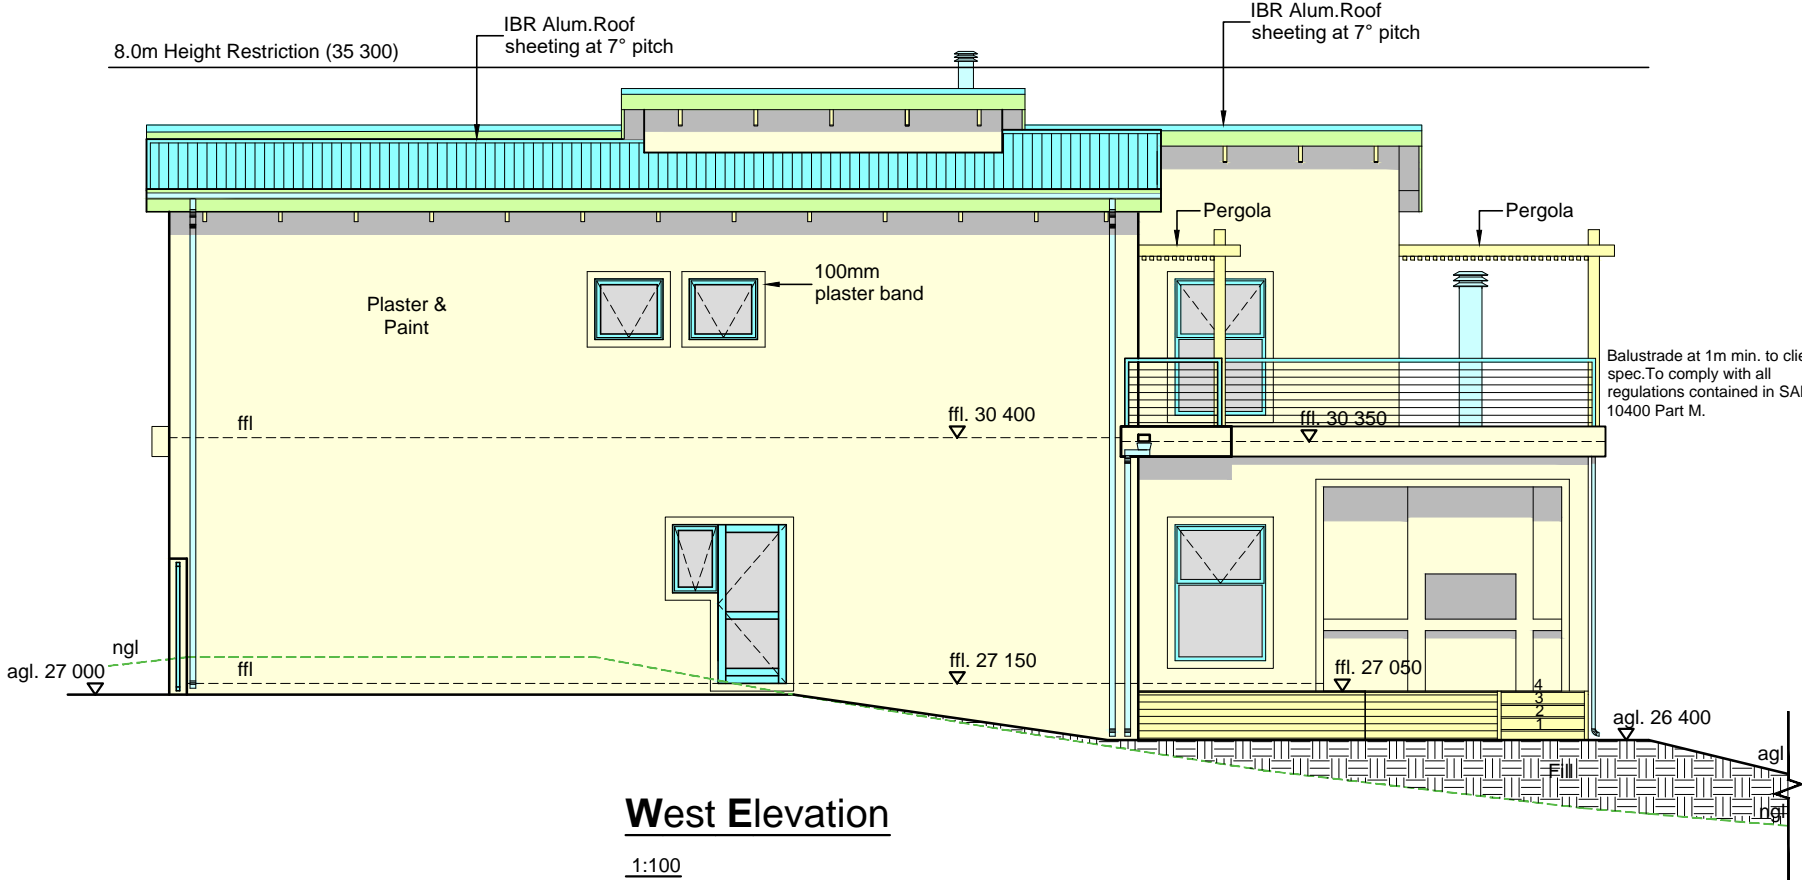 IBR Alum.Roof
sheeting at 7° pitch
IBR Alum.Roof
sheeting at 7° pitch
8.0m Height Restriction (35 300)
Pergola
Pergola
100mm
plaster band
Plaster &
Paint
Balustrade at 1m min. to clie
spec.To comply with all
regulations contained in SA
10400 Part M.
ffl
ffl. 30 400
ffl. 30 350
ngl
agl. 27 000
ffl
ffl. 27 150
ffl. 27 050
4
3
2
1
agl. 26 400
agl
Fill
ngl
West Elevation
1:100